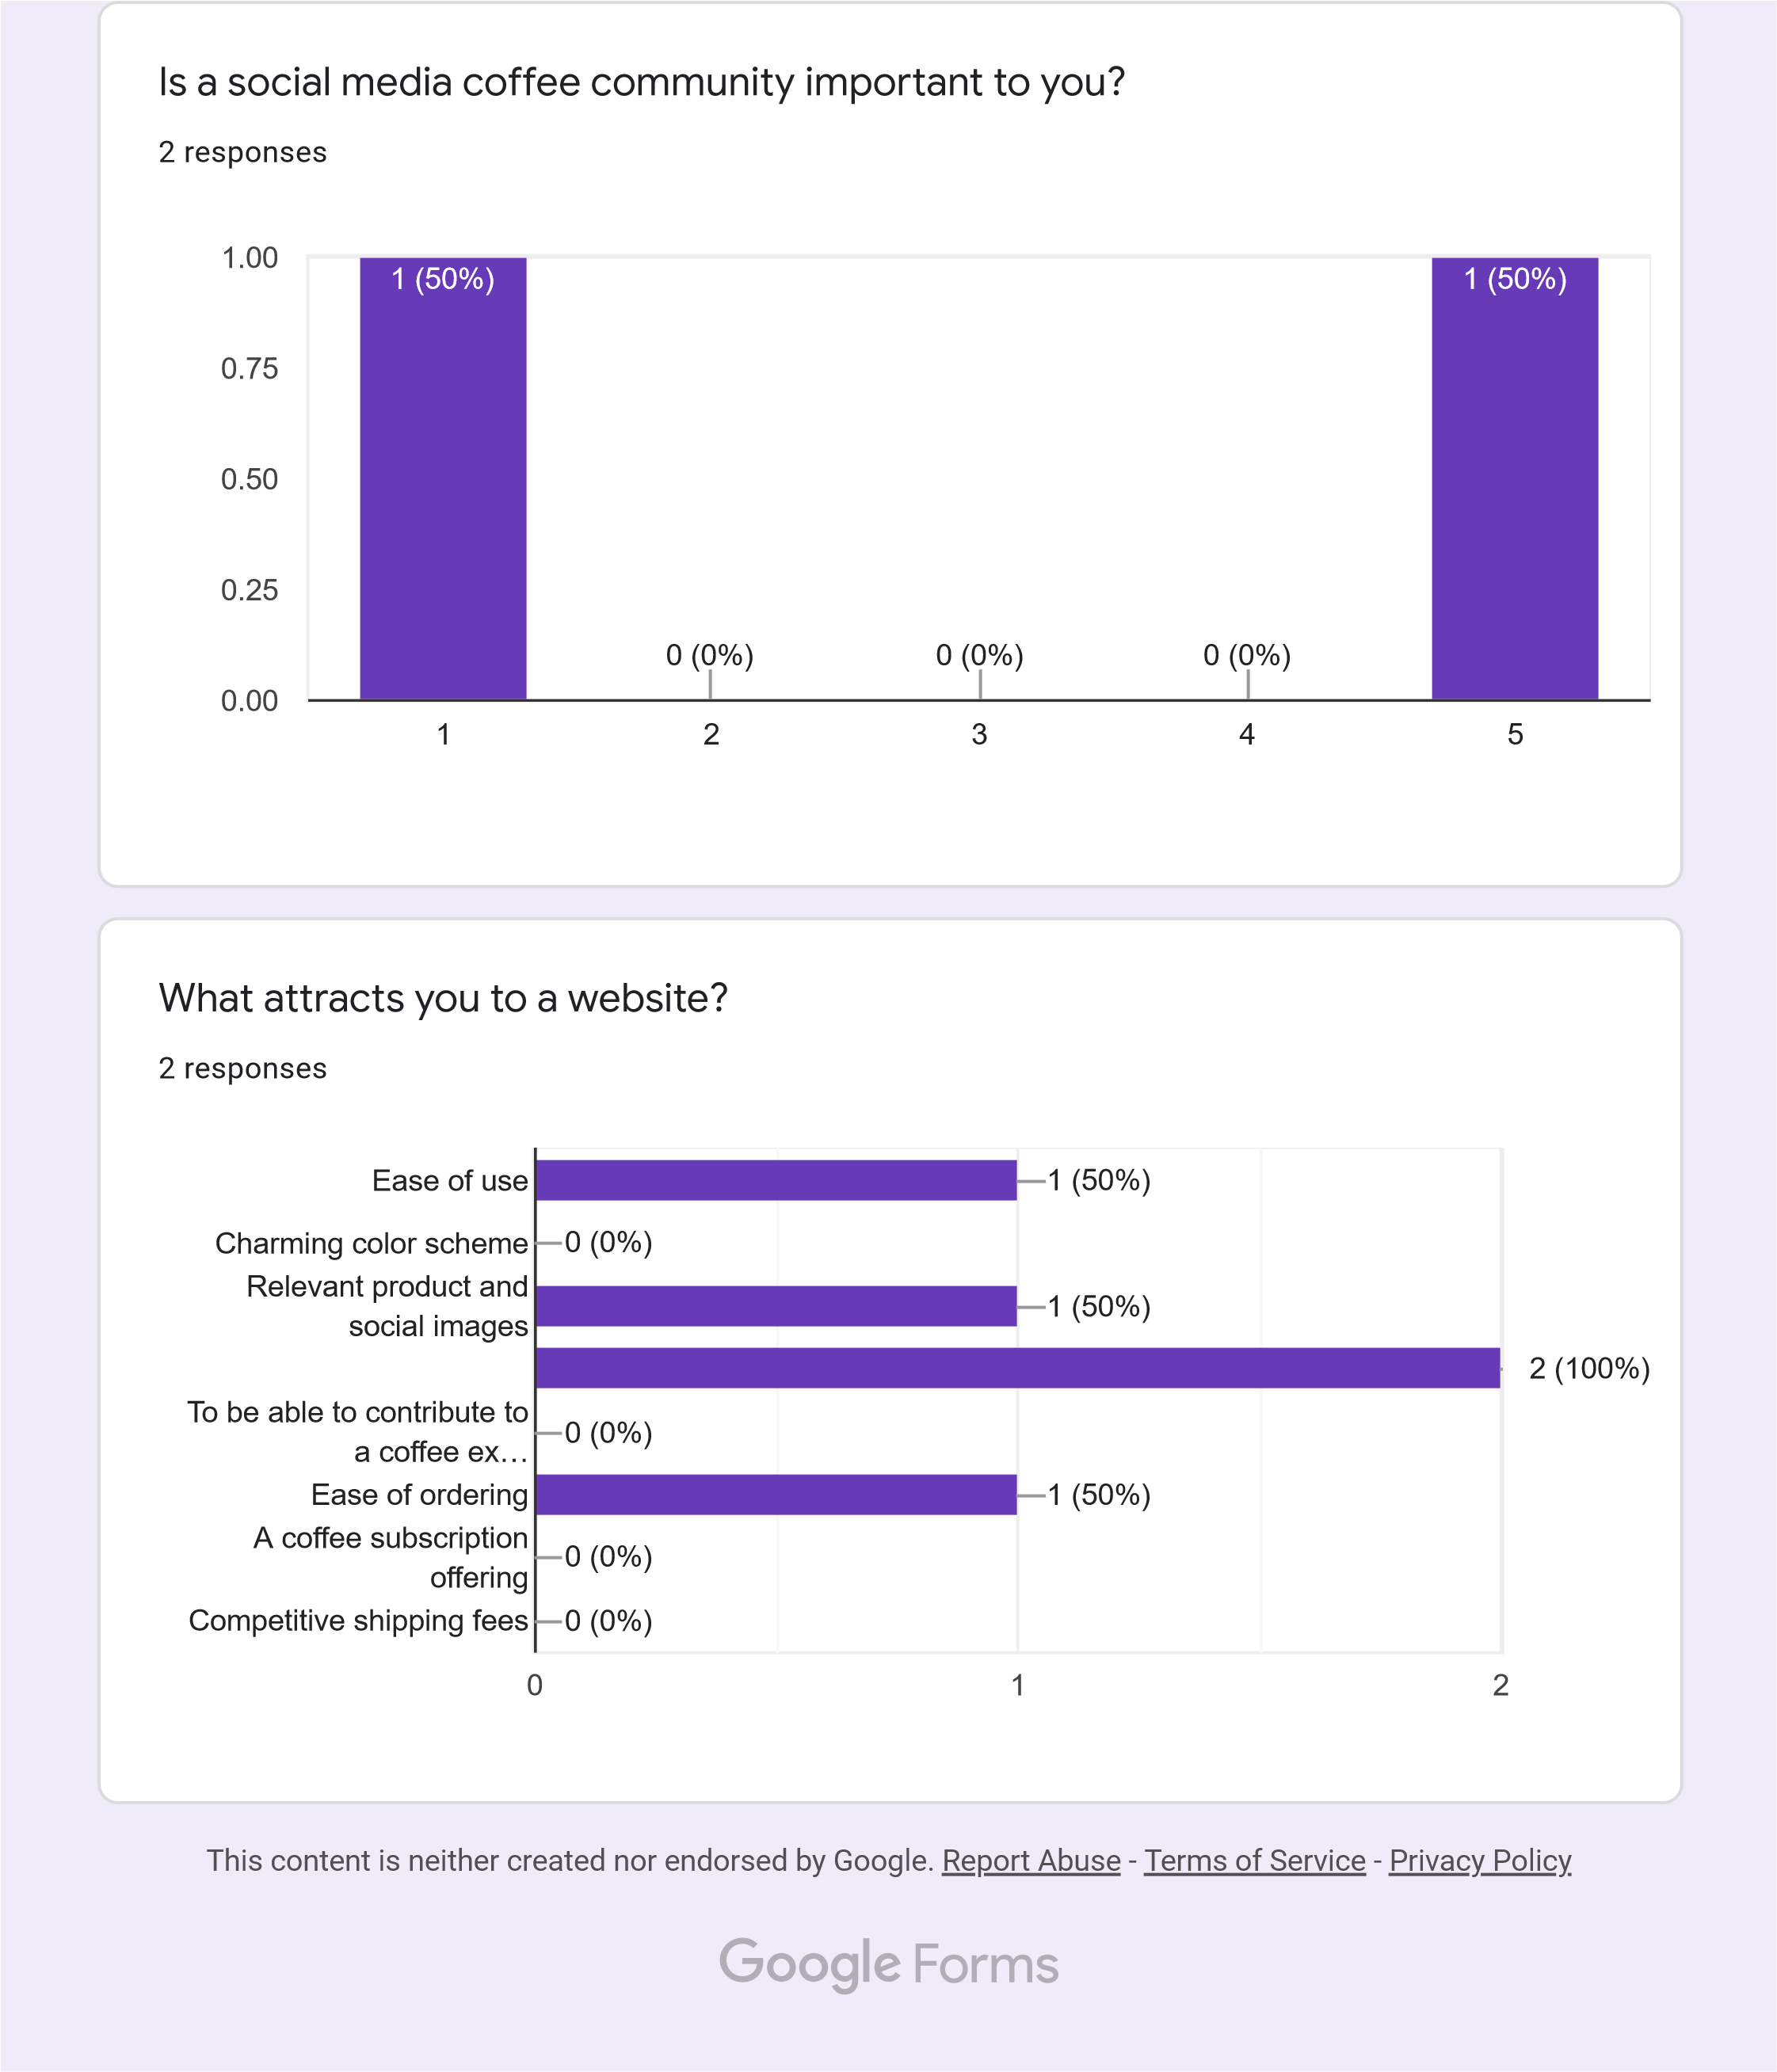 Is a social media coffee community important to you?
2 responses
1.00
0.75
0.50
0.25
0.00
1 (50%)
0 (0%)
0 (0%)
0 (0%)
1 (50%)
1
2
3
4
5
What attracts you to a website?
2 responses
Ease of use
1 (50%)
Charming color scheme
0 (0%)
Relevant product and
social images
1 (50%)
2 (100%)
To be able to contribute to
a coffee ex…
0 (0%)
Ease of ordering
1 (50%)
A coffee subscription
offering
0 (0%)
Competitive shipping fees
0 (0%)
0
1
2
This content is neither created nor endorsed by Google. Report Abuse - Terms of Service - Privacy Policy
Google Forms